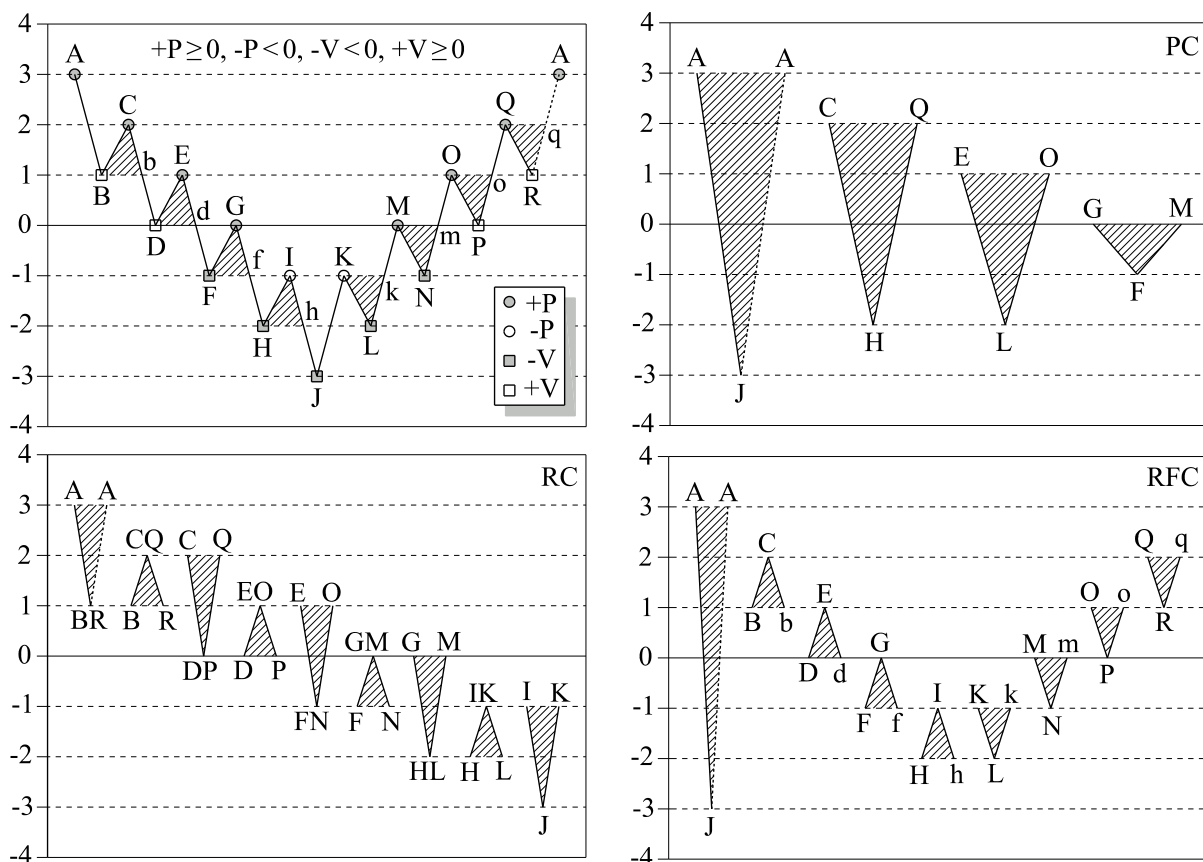 4
3
2
1
0
-1
-2
-3
-4
+P≥0, -P<0, -V<0, +V≥0
A
B
C
b
D
E
d
F
G
f
H
I
h
J
K
k
L
M
m
N
O
o
P
Q
q
R
A
+P
-P
-V
+V
4
3
2
1
0
-1
-2
-3
-4
PC
A A
J
C Q
H
E O
L
G M
F
4
3
2
1
0
-1
-2
-3
-4
RC
A A
BR
CQ
B R
C Q
DP
EO
D P
E O
FN
GM
F N
G M
HL
IK
H L
I K
J
4
3
2
1
0
-1
-2
-3
-4
RFC
A A
J
C
B b
E
D d
G
F f
I
H h
K k
L
M m
N
O o
P
Q q
R